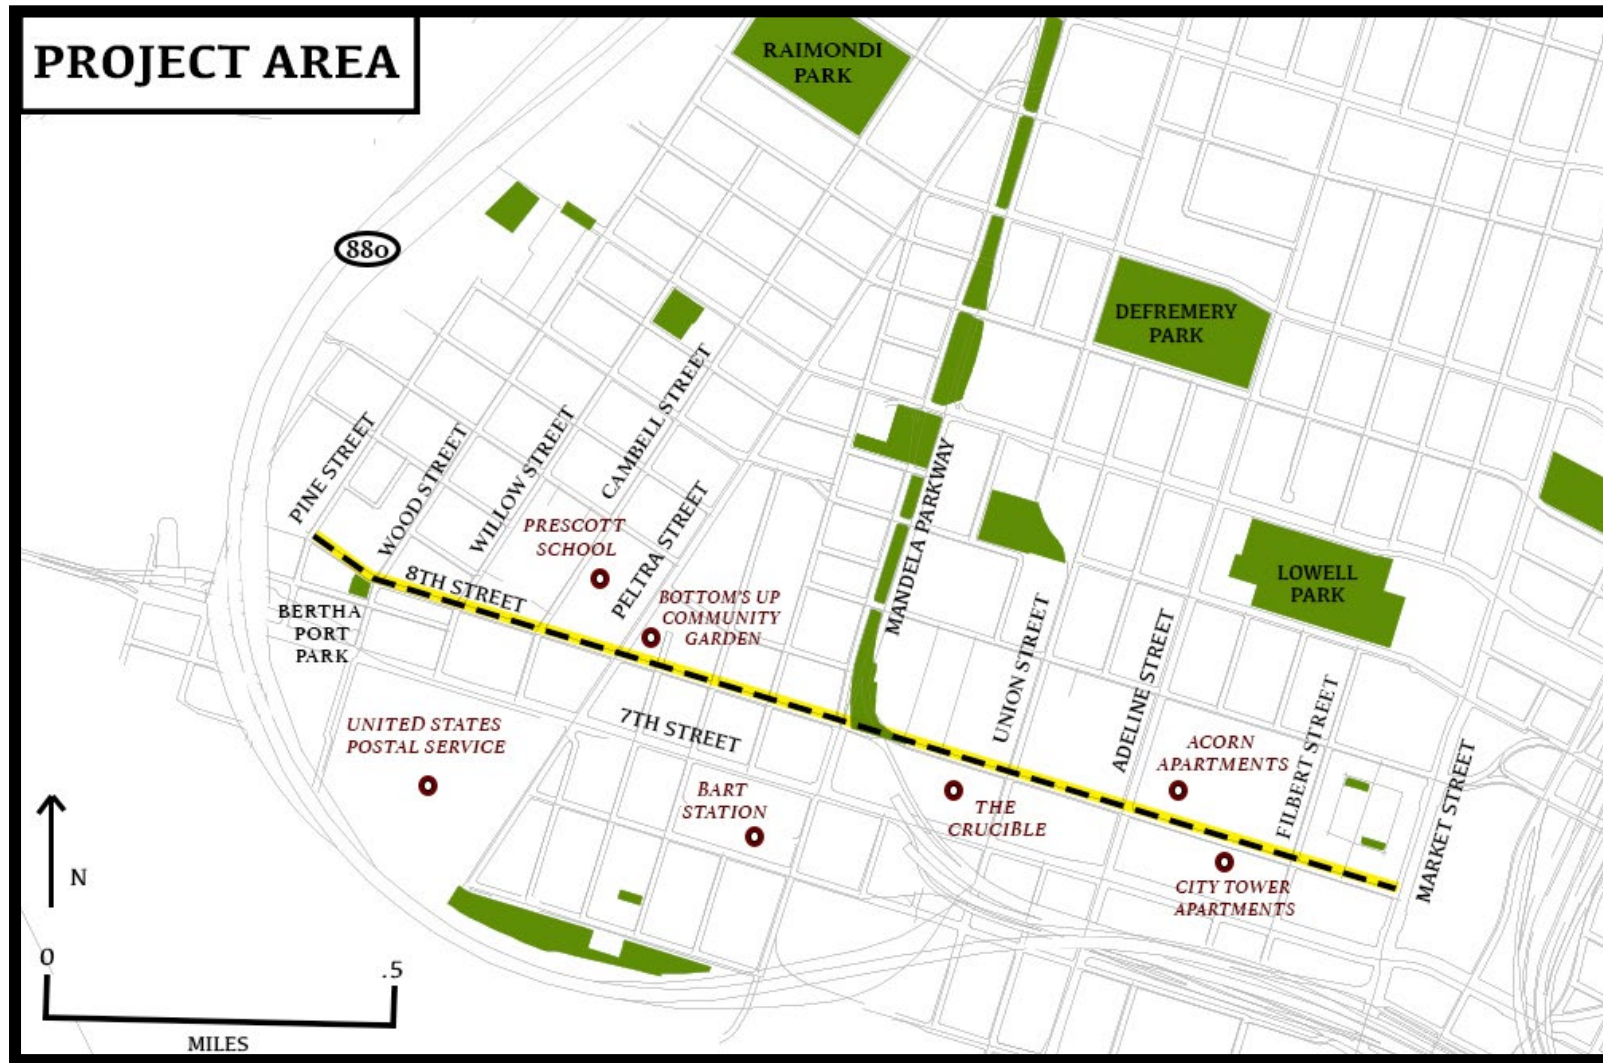 PROJECT AREA
RAIMONDI
PARK
880
DEFREMERY
PARK
PINE STREET
WOOD STREET
WILLOW STREET
CAMBELL STREET
PELTRA STREET
MANDELA PARKWAY
PRESCOTT
SCHOOL
8TH STREET
BOTTOM'S UP
COMMUNITY
GARDEN
BERTHA
PORT
PARK
LOWELL
PARK
UNION STREET
ADELINE STREET
FILBERT STREET
MARKET STREET
UNITED STATES
POSTAL SERVICE
7TH STREET
BART
STATION
THE
CRUCIBLE
ACORN
APARTMENTS
CITY TOWER
APARTMENTS
N
0 .5
MILES